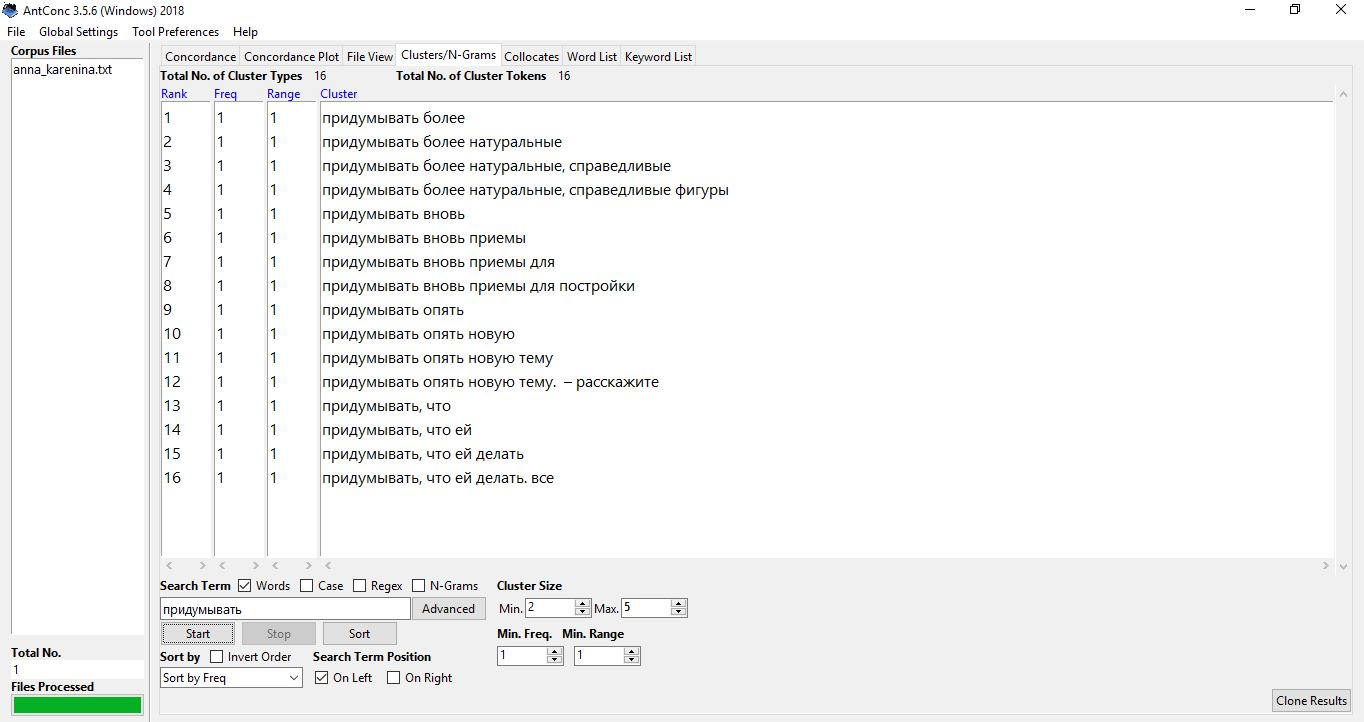 AntConc 3.5.6 (Windows) 2018
File Global Settings Tool Preferences Help
Corpus Files
anna_karenina.txt
Concordance Concordance Plot File View Clusters/N-Grams Collocates Word List Keyword List
Total No. of Cluster Types 16 Total No. of Cluster Tokens 16
Rank Freq Range Cluster
1 1 1 придумывать более
2 1 1 придумывать более натуральные
3 1 1 придумывать более натуральные, справедливые
4 1 1 придумывать более натуральные, справедливые фигуры
5 1 1 придумывать вновь
6 1 1 придумывать вновь приемы
7 1 1 придумывать вновь приемы для
8 1 1 придумывать вновь приемы для постройки
9 1 1 придумывать опять
10 1 1 придумывать опять новую
11 1 1 придумывать опять новую тему
12 1 1 придумывать опять новую тему. – расскажите
13 1 1 придумывать, что
14 1 1 придумывать, что ей
15 1 1 придумывать, что ей делать
16 1 1 придумывать, что ей делать. все
Search Term Words Case Regex N-Grams Cluster Size
придумывать Advanced Min. 2 Max. 5
Start Stop Sort Min. Freq. Min. Range
1 1
Sort by Invert Order Search Term Position
Sort by Freq On Left On Right
Total No.
1
Files Processed
Clone Results